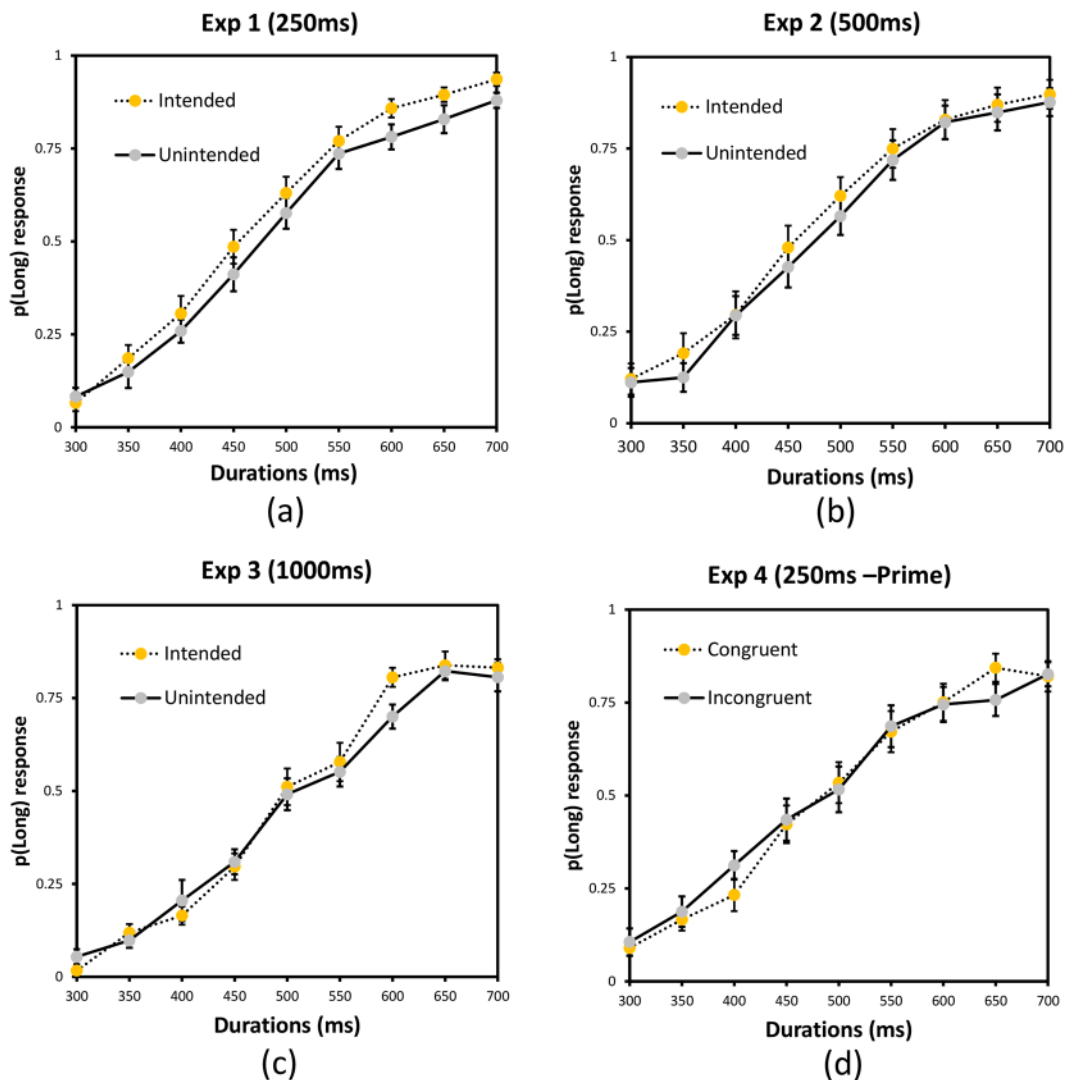 Exp 1 (250ms)
1
0.75
0.5
0.25
0
p(Long) response
Intended
Unintended
300 350 400 450 500 550 600 650 700
Durations (ms)
(a)
Exp 2 (500ms)
1
0.75
0.5
0.25
0
p(Long) response
Intended
Unintended
300 350 400 450 500 550 600 650 700
Durations (ms)
(b)
Exp 3 (1000ms)
1
0.75
0.5
0.25
0
p(Long) response
Intended
Unintended
300 350 400 450 500 550 600 650 700
Durations (ms)
(c)
Exp 4 (250ms –Prime)
1
0.75
0.5
0.25
0
p(Long) response
Congruent
Incongruent
300 350 400 450 500 550 600 650 700
Durations (ms)
(d)